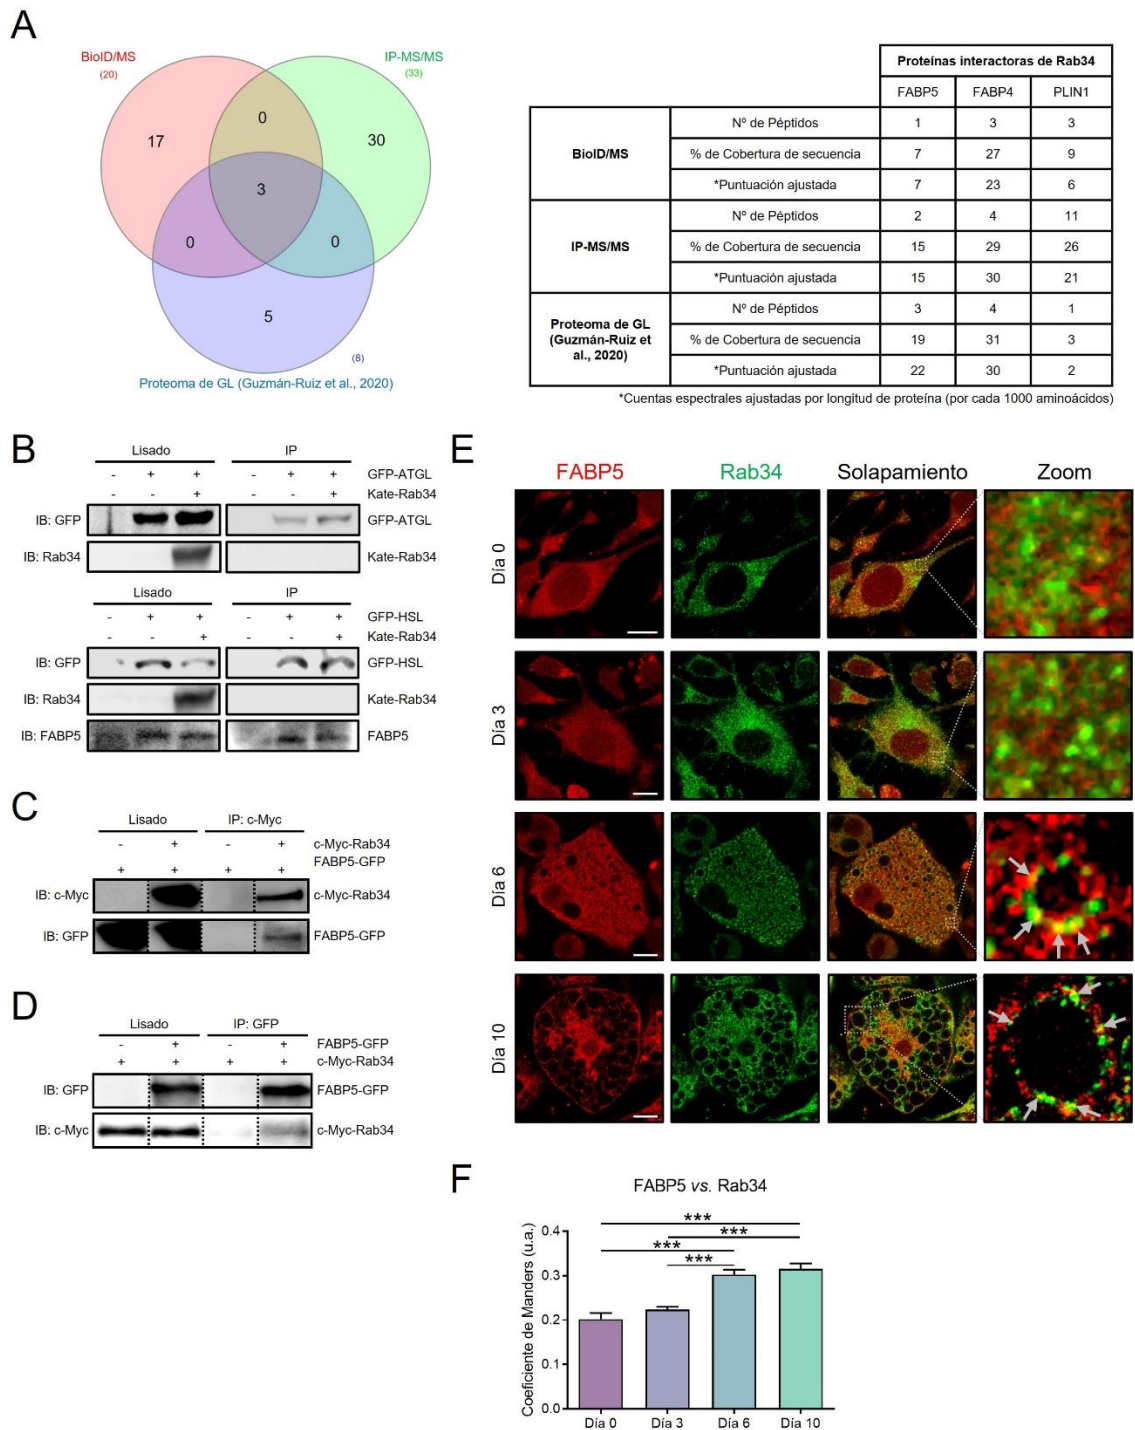 A
BioID/MS
(20)
IP-MS/MS
(33)
17
0
30
3
0
0
5
(8)
Proteoma de GL (Guzmán-Ruiz et al., 2020)
Proteínas interactoras de Rab34
FABP5 FABP4 PLIN1
BioID/MS
Nº de Péptidos 1 3 3
% de Cobertura de secuencia 7 27 9
*Puntuación ajustada 7 23 6
IP-MS/MS
Nº de Péptidos 2 4 11
% de Cobertura de secuencia 15 29 26
*Puntuación ajustada 15 30 21
Proteoma de GL
(Guzmán-Ruiz et
al., 2020)
Nº de Péptidos 3 4 1
% de Cobertura de secuencia 19 31 3
*Puntuación ajustada 22 30 2
*Cuentas espectrales ajustadas por longitud de proteína (por cada 1000 aminoácidos)
B
Lisado IP
- + + - + + GFP-ATGL
+ + Kate-Rab34
IB: GFP GFP-ATGL
IB: Rab34 Kate-Rab34
Lisado IP
- + + - + + GFP-HSL
+ + Kate-Rab34
IB: GFP GFP-HSL
IB: Rab34 Kate-Rab34
IB: FABP5 FABP5
C
Lisado IP: c-Myc
- + - + c-Myc-Rab34
+ + + + FABP5-GFP
IB: c-Myc c-Myc-Rab34
IB: GFP FABP5-GFP
D
Lisado IP: GFP
- + - + FABP5-GFP
+ + + + c-Myc-Rab34
IB: GFP FABP5-GFP
IB: c-Myc c-Myc-Rab34
E
FABP5 Rab34 Solapamiento Zoom
Día 0
Día 3
Día 6
Día 10
F
FABP5 vs. Rab34
Coeficiente de Manders (u.a.)
0.4
0.3
0.2
0.1
0.0
***
***
***
***
Día 0 Día 3 Día 6 Día 10